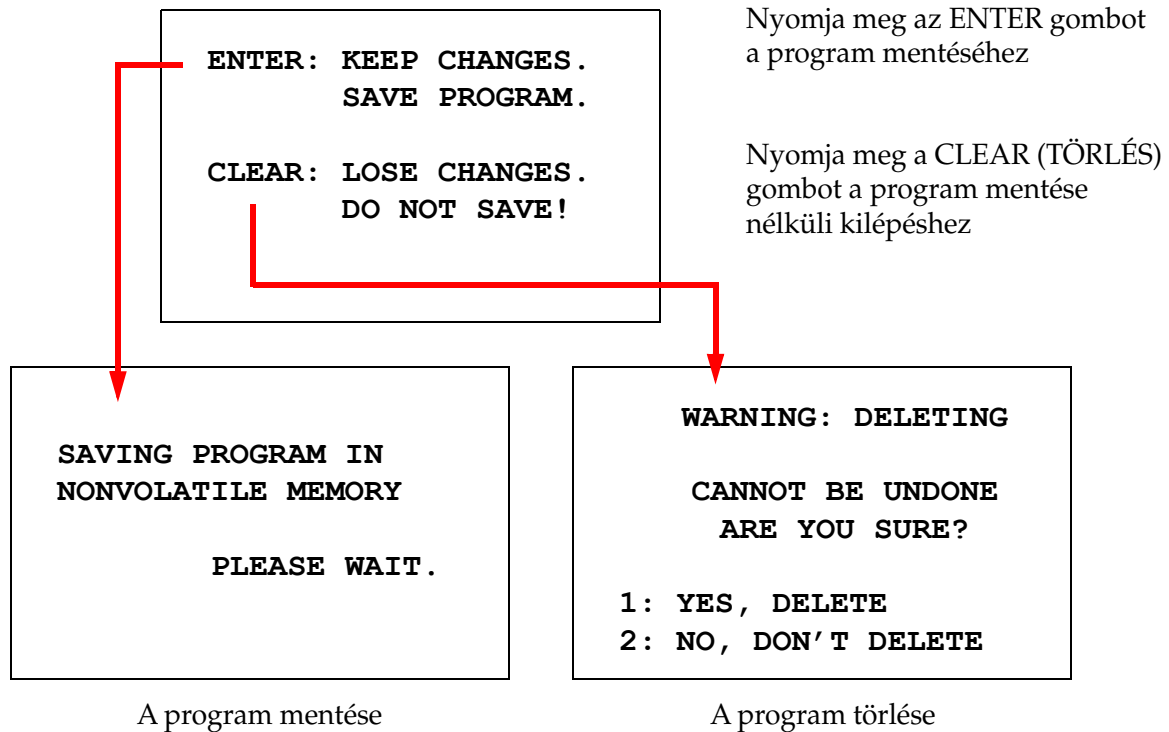 ENTER: KEEP CHANGES.
SAVE PROGRAM.
CLEAR: LOSE CHANGES.
DO NOT SAVE!
Nyomja meg az ENTER gombot
a program mentéséhez
Nyomja meg a CLEAR (TÖRLÉS)
gombot a program mentése
nélküli kilépéshez
SAVING PROGRAM IN
NONVOLATILE MEMORY
PLEASE WAIT.
A program mentése
WARNING: DELETING
CANNOT BE UNDONE
ARE YOU SURE?
1: YES, DELETE
2: NO, DON'T DELETE
A program törlése